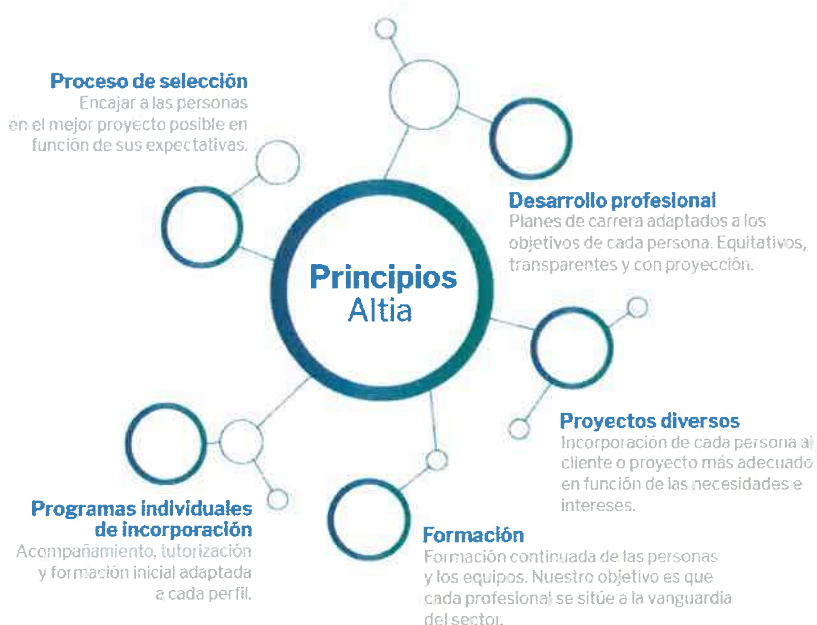 Proceso de selección
Encajar a las personas
en el mejor proyecto posible en
función de sus expectativas.
Desarrollo profesional
Planes de carrera adaptados a los
objetivos de cada persona. Equitativos,
transparentes y con proyección.
Principios
Altia
Proyectos diversos
Incorporación de cada persona al
cliente o proyecto más adecuado
en función de las necesidades e
intereses.
Programas individuales
de incorporación
Acompañamiento, tutorización
y formación inicial adaptada
a cada perfil.
Formación
Formación continuada de las personas
y los equipos. Nuestro objetivo es que
cada profesional se sitúe a la vanguardia
del sector.